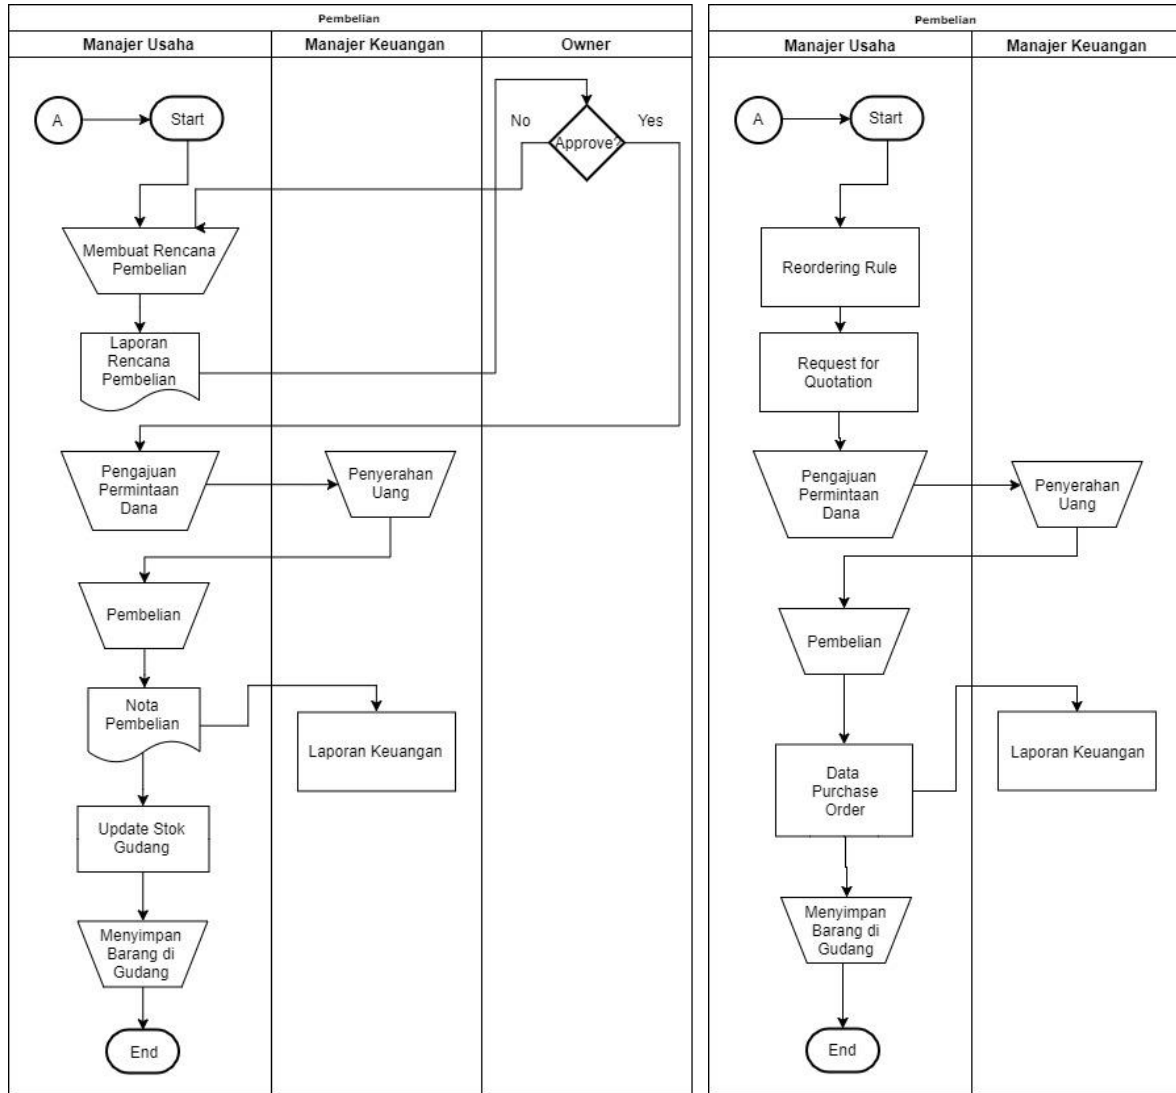 Pembelian
Manajer Usaha
Manajer Keuangan
Owner
A
Start
No
Yes
Approve?
Membuat Rencana
Pembelian
Laporan
Rencana
Pembelian
Pengajuan
Permintaan
Dana
Penyerahan
Uang
Pembelian
Nota
Pembelian
Laporan Keuangan
Update Stok
Gudang
Menyimpan
Barang di
Gudang
End
Pembelian
Manajer Usaha
Manajer Keuangan
A
Start
Reordering Rule
Request for
Quotation
Pengajuan
Permintaan
Dana
Penyerahan
Uang
Pembelian
Data
Purchase
Order
Laporan Keuangan
Menyimpan
Barang di
Gudang
End